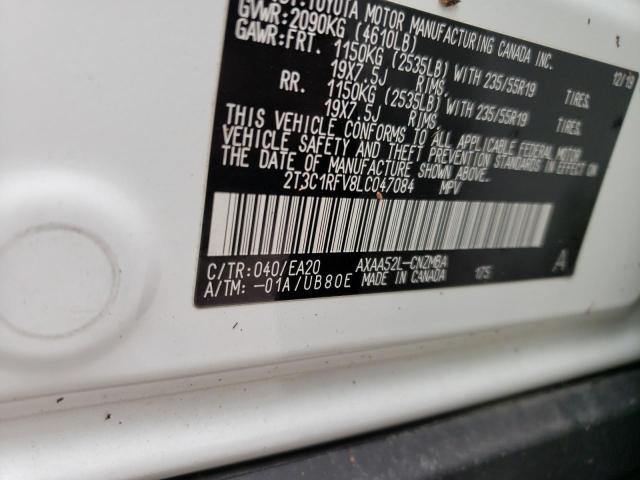 TOYOTA MOTOR MANUFACTURING CANADA INC.
GVWR:2090KG (4610LB) 12/19
GAWR:FRT. 1150KG (2535LB) WITH 235/55R19 TIRES,
19X7.5J RIMS,
RR. 1150KG (2535LB) WITH 235/55R19 TIRES,
19X7.5J RIMS,
THIS VEHICLE CONFORMS TO ALL APPLICABLE FEDERAL MOTOR
VEHICLE SAFETY AND THEFT PREVENTION STANDARDS IN EFFECT ON
THE DATE OF MANUFACTURE SHOWN ABOVE.
2T3C1RFV8LC047084 MPV
C/TR:040/EA20 AXAA52L-CNZMBA
A/TM:-01A/UB80E MADE IN CANADA 175 A